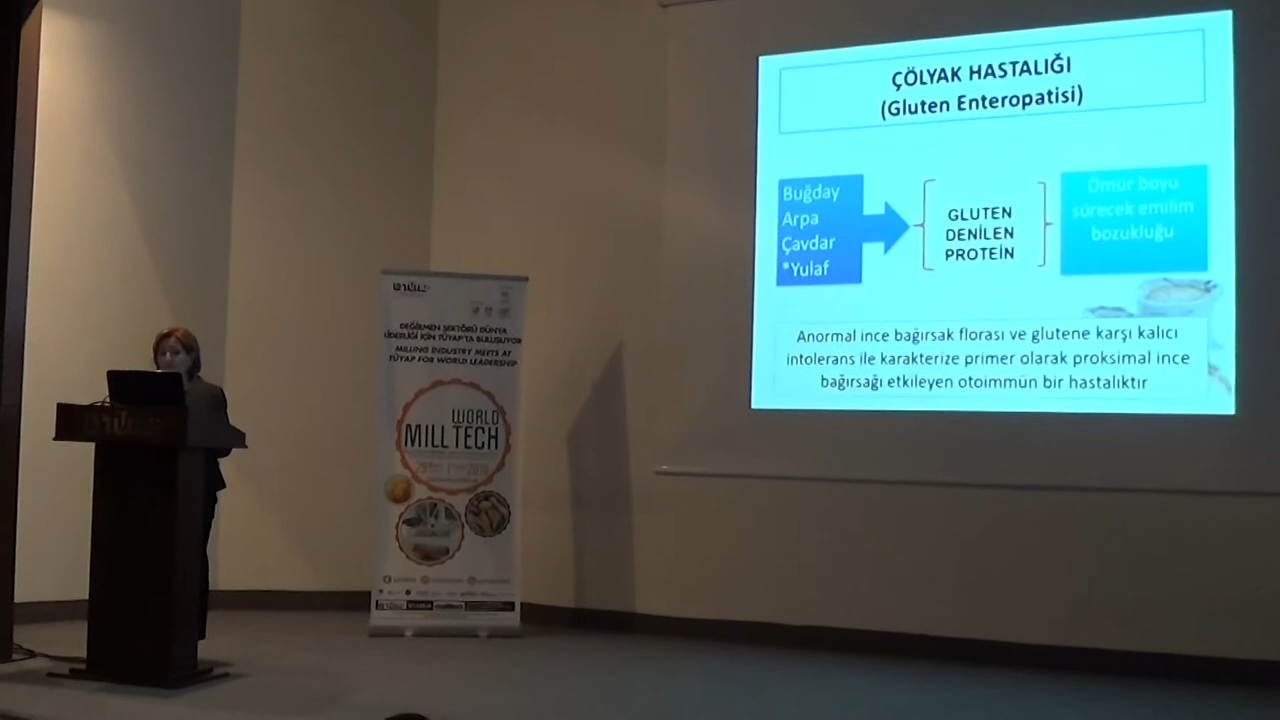 ÇÖLYAK HASTALIĞI
(Gluten Enteropatisi)
Buğday
Arpa
Çavdar
*Yulaf
GLUTEN
DENİLEN
PROTEİN
Ömür boyu
sürecek emilim
bozukluğu
Anormal ince bağırsak florası ve glutene karşı kalıcı
intolerans ile karakterize primer olarak proksimal ince
bağırsağı etkileyen otoimmün bir hastalıktır
DEĞİRMEN SEKTÖRÜ DÜNYA
LİDERLİĞİ İÇİN TÜYAP'TA BULUŞUYOR
MILLING INDUSTRY MEETS AT
TÜYAP FOR WORLD LEADERSHIP
WORLD
MILLTECH